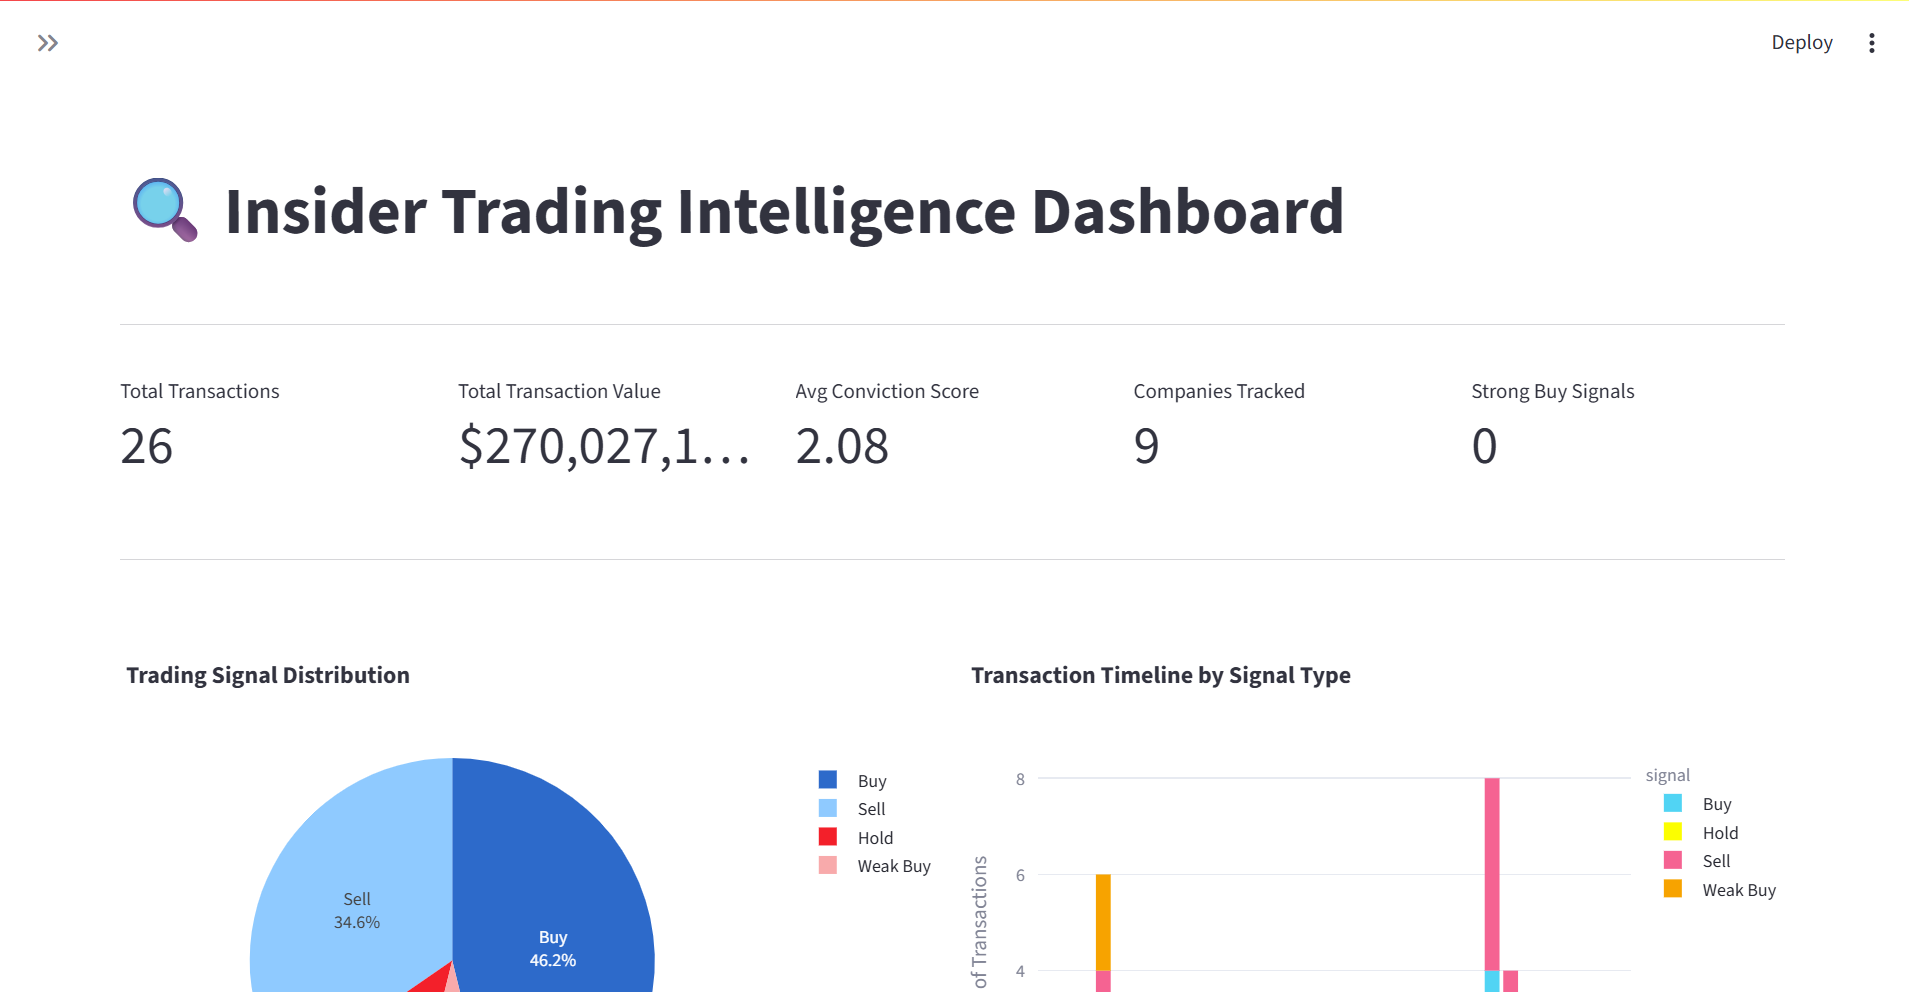 Deploy
Insider Trading Intelligence Dashboard
Total Transactions
26
Total Transaction Value
$270,027,1...
Avg Conviction Score
2.08
Companies Tracked
9
Strong Buy Signals
0
Trading Signal Distribution
Sell
34.6%
Buy
46.2%
Buy
Sell
Hold
Weak Buy
Transaction Timeline by Signal Type
of Transactions
8
6
4
signal
Buy
Hold
Sell
Weak Buy